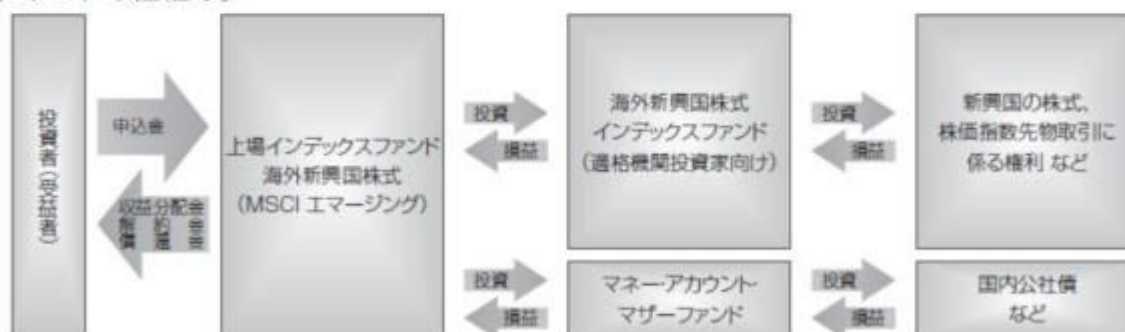 投資者(受益者)
申込金
収益分配金
解約金
償還金
上場インデックスファンド
海外新興国株式
(MSCI エマージング)
投資
損益
海外新興国株式
インデックスファンド
(適格機関投資家向け)
投資
損益
新興国の株式、
株価指数先物取引に
係る権利 など
投資
損益
マネー・アカウント・
マザーファンド
投資
損益
国内公社債
など